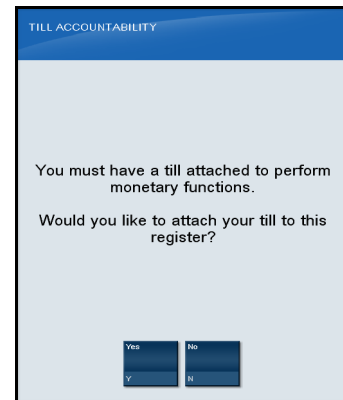 TILL ACCOUNTABILITY
You must have a till attached to perform
monetary functions.
Would you like to attach your till to this
register?
Yes No
Y N